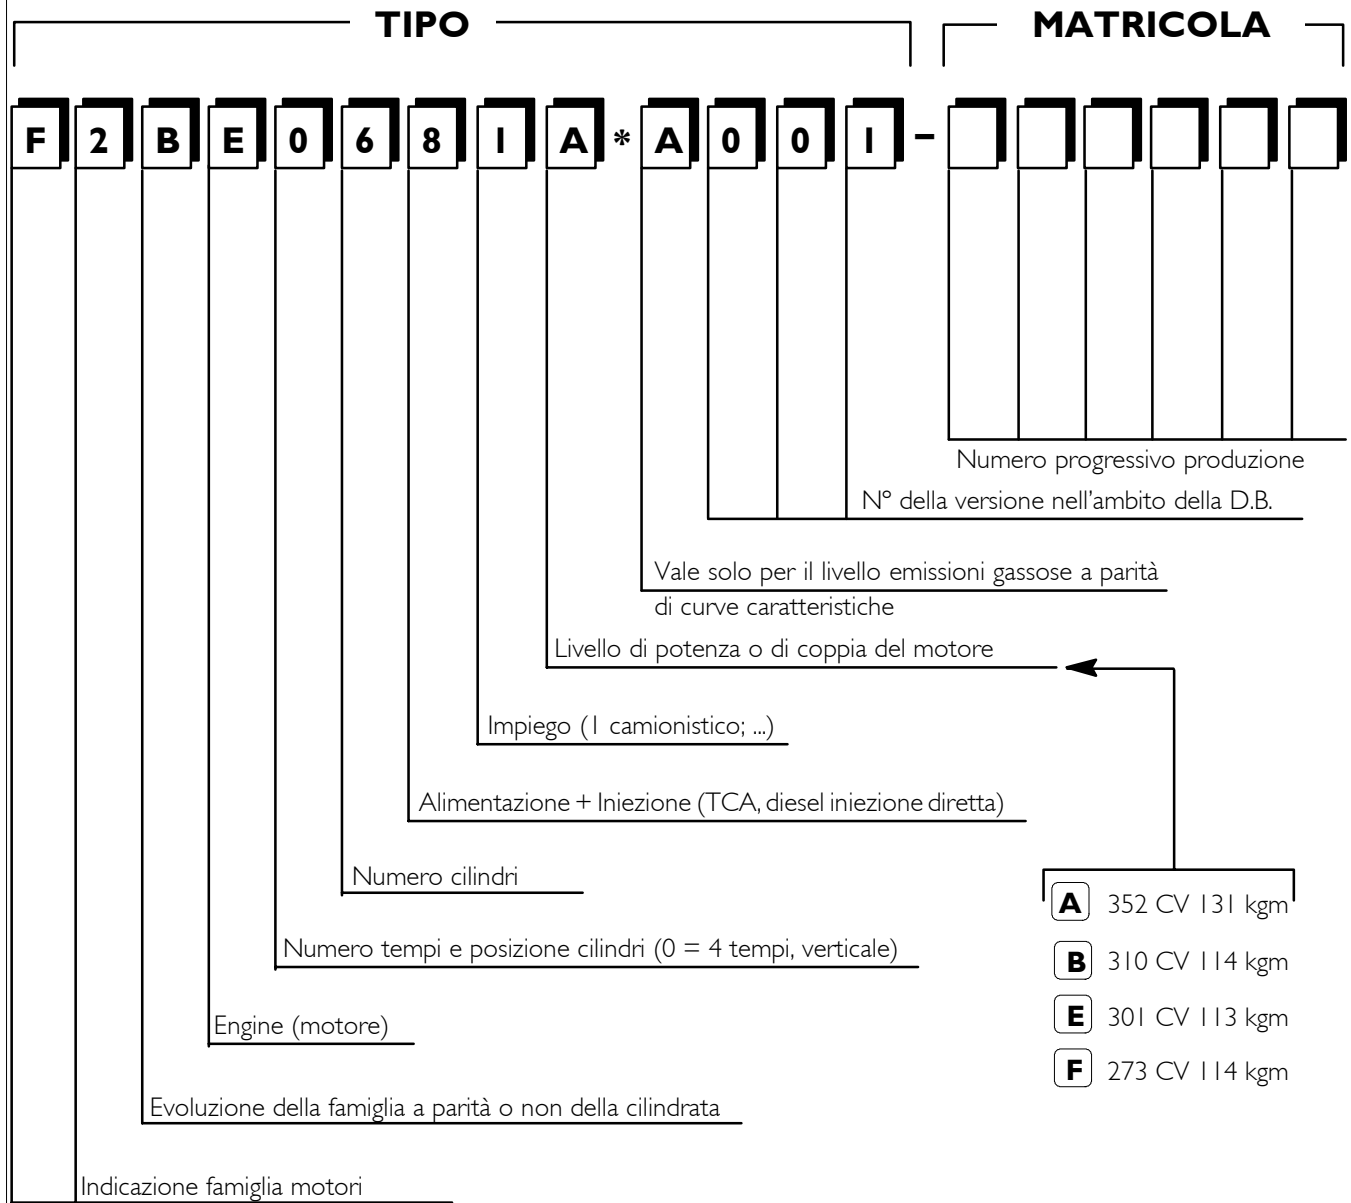 TIPO MATRICOLA
F 2 B E 0 6 8 1 A * A 0 0 1 –
Numero progressivo produzione
Nº della versione nell'ambito della D.B.
Vale solo per il livello emissioni gassose a parità
di curve caratteristiche
Livello di potenza o di coppia del motore
Impiego (1 camionistico; ...)
Alimentazione + Iniezione (TCA, diesel iniezione diretta)
Numero cilindri
A 352 CV 131 kgm
Numero tempi e posizione cilindri (0 = 4 tempi, verticale)
B 310 CV 114 kgm
Engine (motore)
E 301 CV 113 kgm
F 273 CV 114 kgm
Evoluzione della famiglia a parità o non della cilindrata
Indicazione famiglia motori